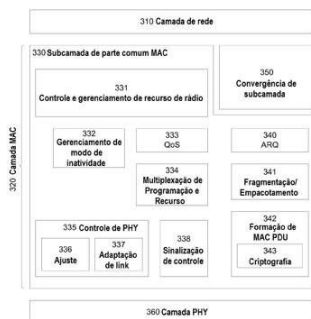 310 Camada de rede
330 Subcamada de parte comum MAC
331
Controle e gerenciamento de recurso de rádio
350
Convergência de
subcamada
332
Gerenciamento de
modo de
inatividade
333
QoS
340
ARQ
334
Multiplexação de
Programação e
Recurso
341
Fragmentação/
Empacotamento
335 Controle de PHY
336
Ajuste
337
Adaptação
de link
338
Sinalização
de controle
342
Formação de
MAC PDU
343
Criptografia
320 Camada MAC
360 Camada PHY